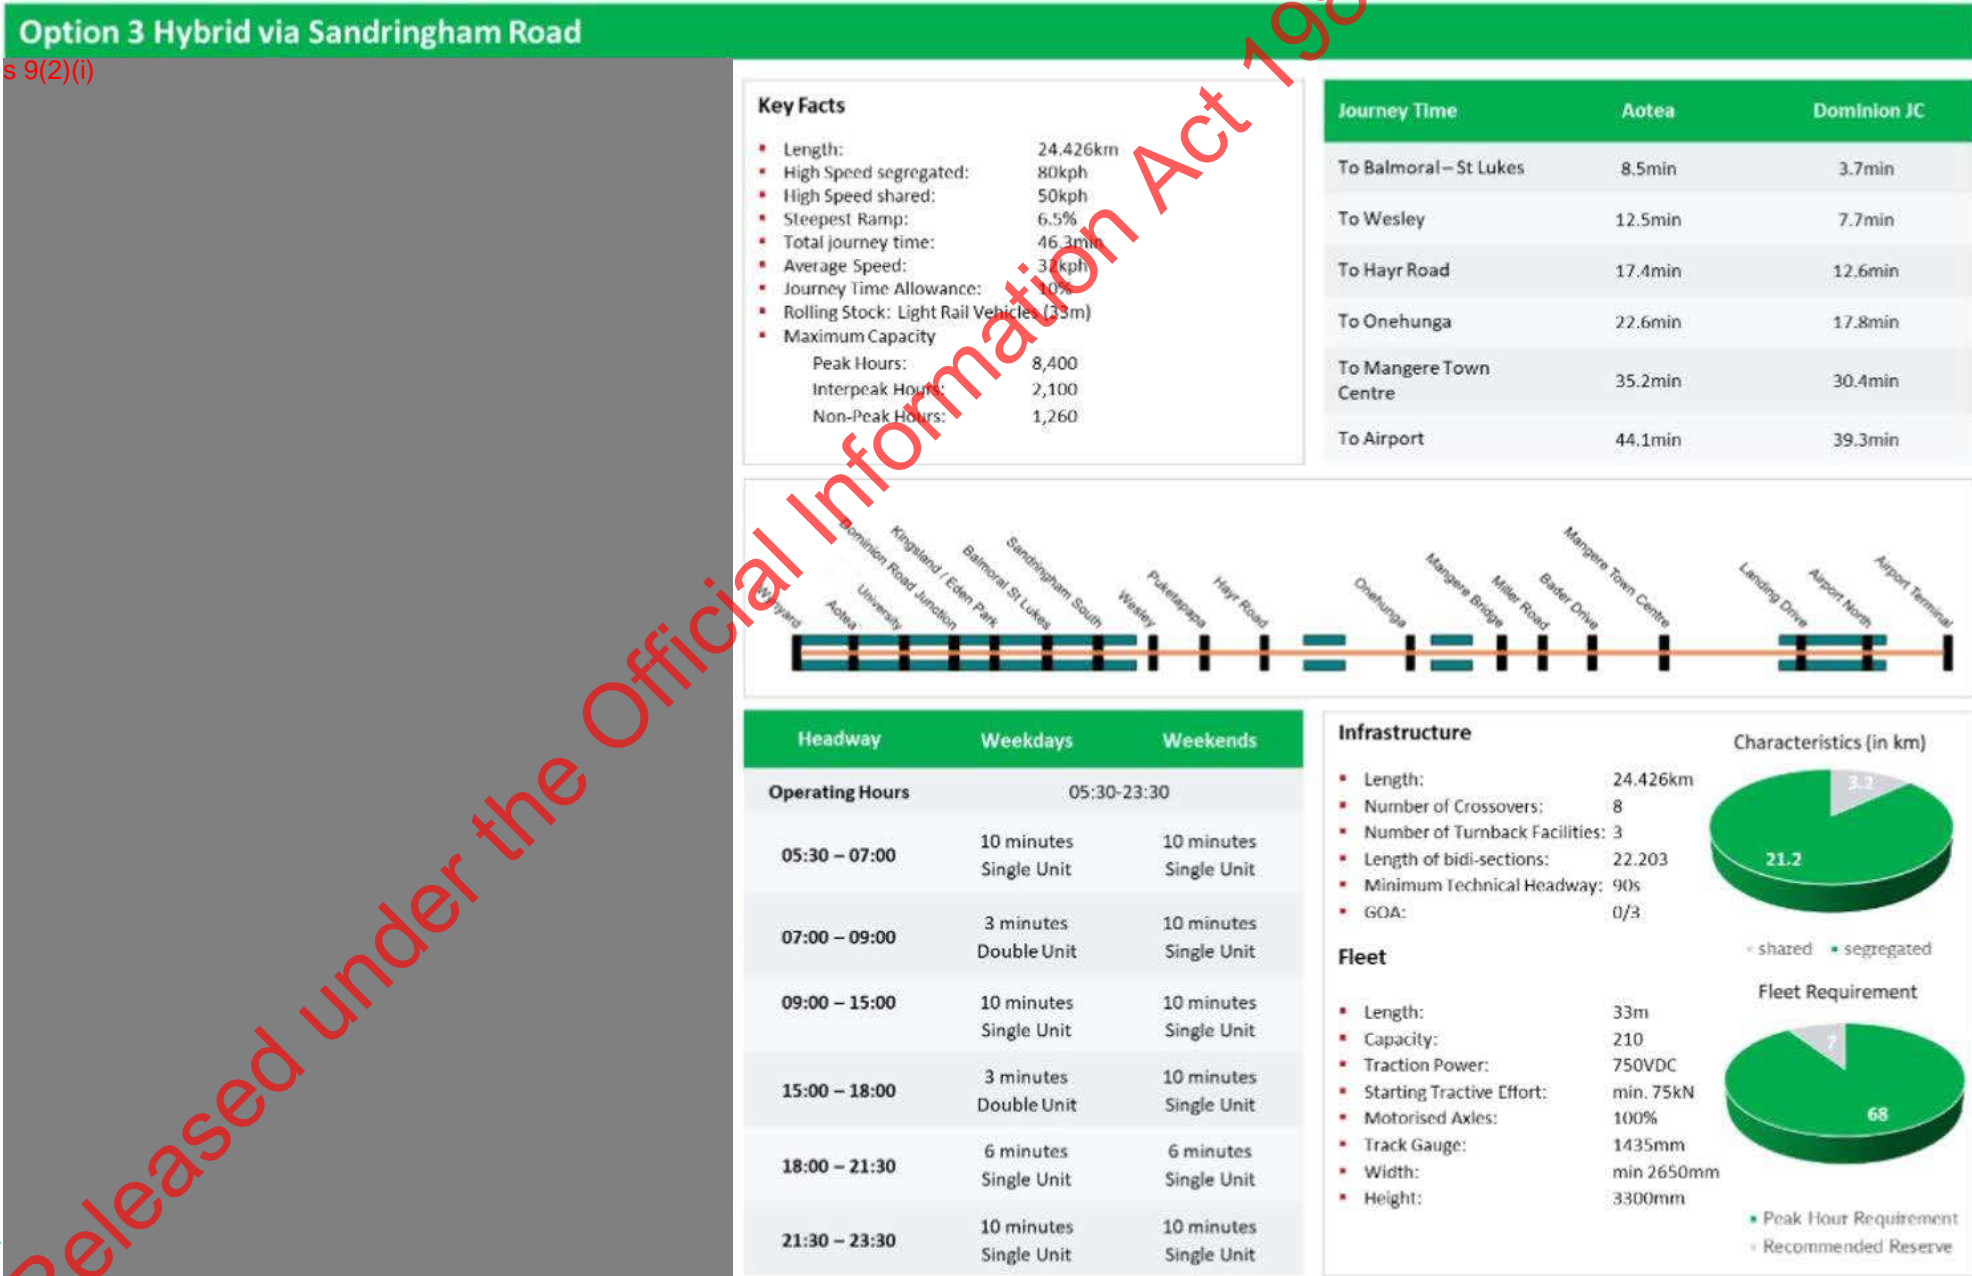 Option 3 Hybrid via Sandringham Road
s 9(2)(i)
Released under the Official Information Act 198
Key Facts
▪ Length: 24.426km
▪ High Speed segregated: 80kph
▪ High Speed shared: 50kph
▪ Steepest Ramp: 6.5%
▪ Total journey time: 46.3min
▪ Average Speed: 32kph
▪ Journey Time Allowance: 10%
▪ Rolling Stock: Light Rail Vehicles (33m)
▪ Maximum Capacity
Peak Hours: 8,400
Interpeak Hours: 2,100
Non-Peak Hours: 1,260
Journey Time Aotea Dominion JC
To Balmoral – St Lukes 8.5min 3.7min
To Wesley 12.5min 7.7min
To Hayr Road 17.4min 12.6min
To Onehunga 22.6min 17.8min
To Mangere Town
Centre 35.2min 30.4min
To Airport 44.1min 39.3min
Wynyard
Aotea
University
Dominion Road Junction
Kingsland / Eden Park
Balmoral St Lukes
Sandringham South
Wesley
Puketapapa
Hayr Road
Onehunga
Mangere Bridge
Miller Road
Bader Drive
Mangere Town Centre
Landing Drive
Airport North
Airport Terminal
Headway Weekdays Weekends
Operating Hours 05:30-23:30
05:30 – 07:00 10 minutes 10 minutes
Single Unit Single Unit
07:00 – 09:00 3 minutes 10 minutes
Double Unit Single Unit
09:00 – 15:00 10 minutes 10 minutes
Single Unit Single Unit
15:00 – 18:00 3 minutes 10 minutes
Double Unit Single Unit
18:00 – 21:30 6 minutes 6 minutes
Single Unit Single Unit
21:30 – 23:30 10 minutes 10 minutes
Single Unit Single Unit
Infrastructure
▪ Length: 24.426km
▪ Number of Crossovers: 8
▪ Number of Turnback Facilities: 3
▪ Length of bidi-sections: 22.203
▪ Minimum Technical Headway: 90s
▪ GOA: 0/3
Characteristics (in km)
3.2
21.2
shared segregated
Fleet
▪ Length: 33m
▪ Capacity: 210
▪ Traction Power: 750VDC
▪ Starting Tractive Effort: min. 75kN
▪ Motorised Axles: 100%
▪ Track Gauge: 1435mm
▪ Width: min 2650mm
▪ Height: 3300mm
Fleet Requirement
7
68
Peak Hour Requirement
Recommended Reserve